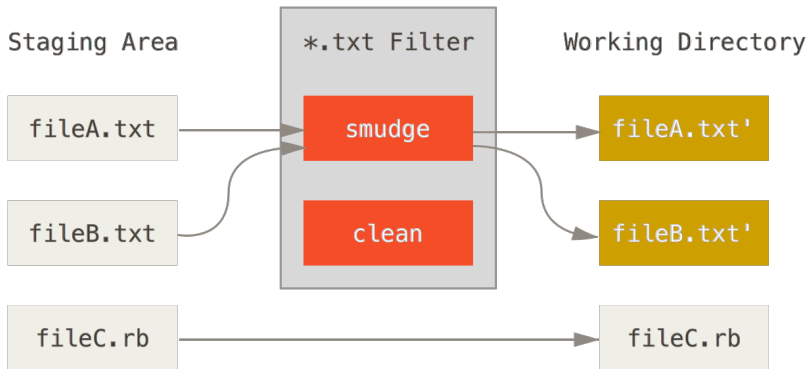 Staging Area
*.txt Filter
Working Directory
fileA.txt
smudge
fileA.txt'
fileB.txt
clean
fileB.txt'
fileC.rb
fileC.rb